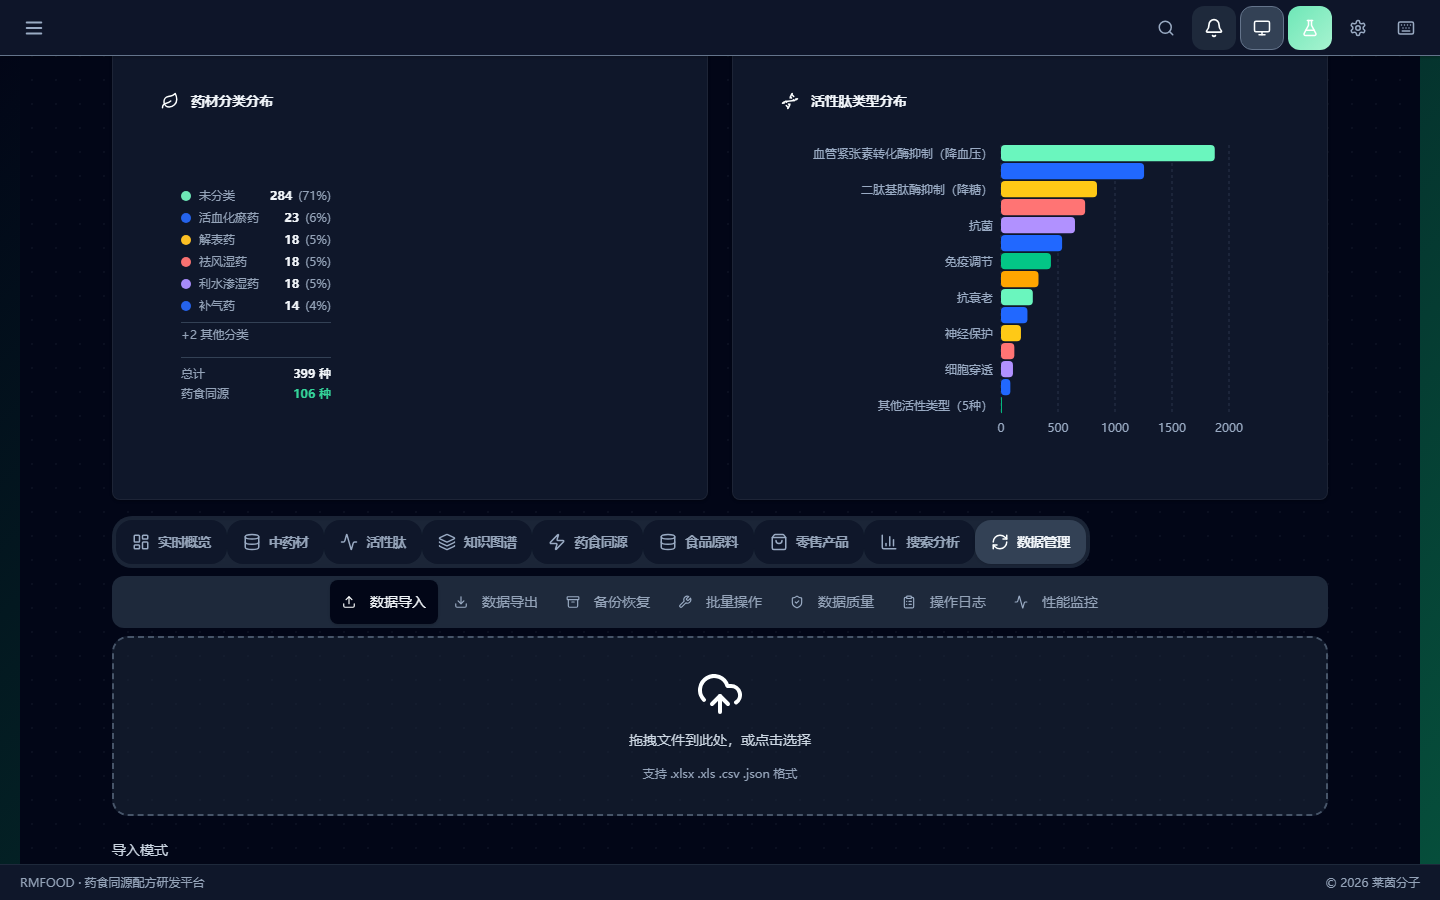 药材分类分布
未分类 284 (71%)
活血化瘀药 23 (6%)
解表药 18 (5%)
祛风湿药 18 (5%)
利水渗湿药 18 (5%)
补气药 14 (4%)
+2 其他分类
总计 399 种
药食同源 106 种
活性肽类型分布
血管紧张素转化酶抑制（降血压）
二肽基肽酶抑制（降糖）
抗菌
免疫调节
抗衰老
神经保护
细胞穿透
其他活性类型（5种）
0 500 1000 1500 2000
实时概览 中药材 活性肽 知识图谱 药食同源 食品原料 零售产品 搜索分析 数据管理
数据导入 数据导出 备份恢复 批量操作 数据质量 操作日志 性能监控
拖拽文件到此处，或点击选择
支持 .xlsx .xls .csv .json 格式
导入模式
RMFOOD · 药食同源配方研发平台
© 2026 莱茵分子